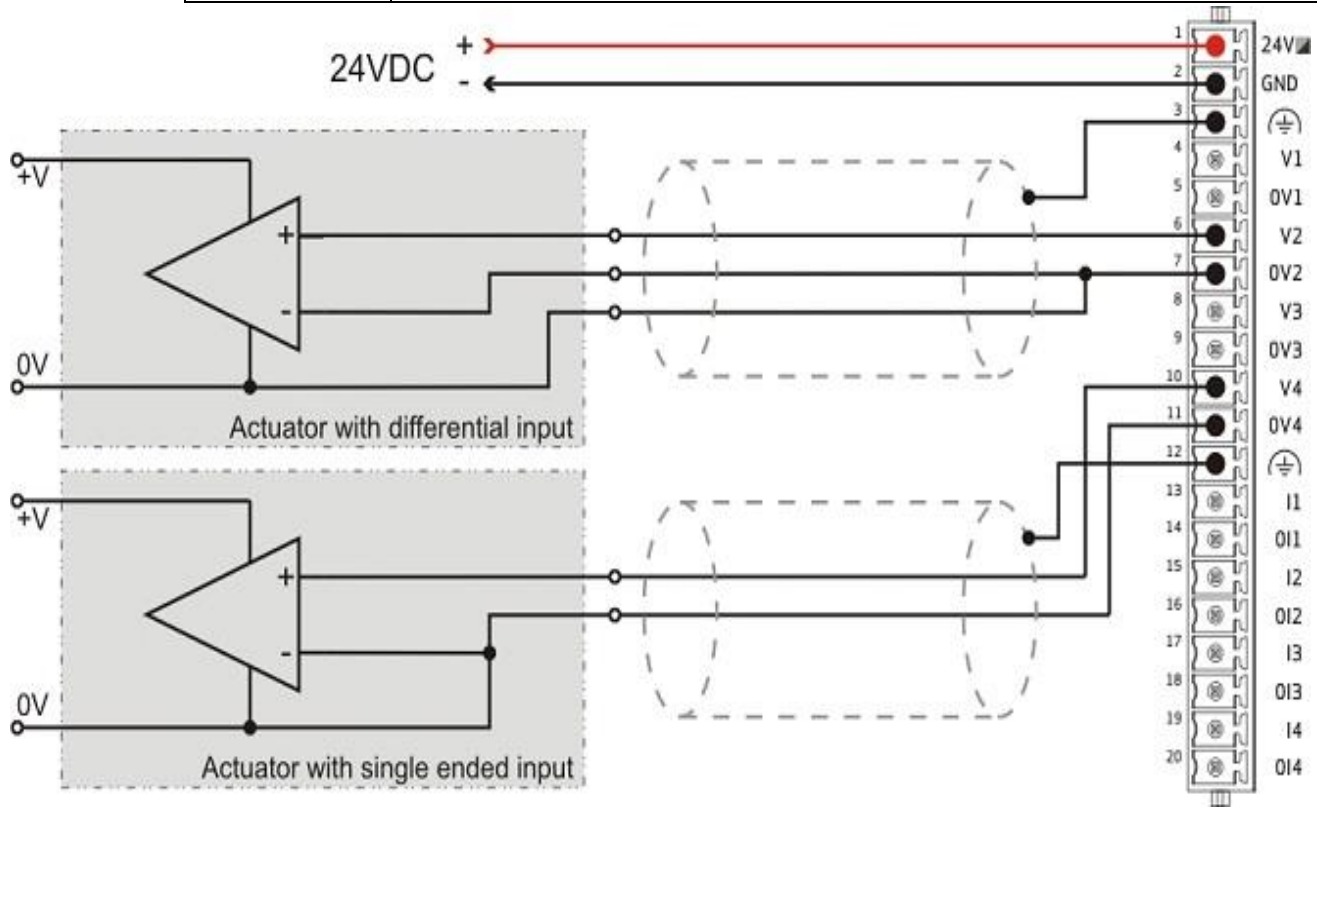 +
24VDC
-
1 24V
2 GND
3
4 V1
5 0V1
6 V2
7 0V2
8 V3
9 0V3
10 V4
11 0V4
12
13 I1
14 0I1
15 I2
16 0I2
17 I3
18 0I3
19 I4
20 0I4
+V
+
-
0V
Actuator with differential input
+V
+
-
0V
Actuator with single ended input